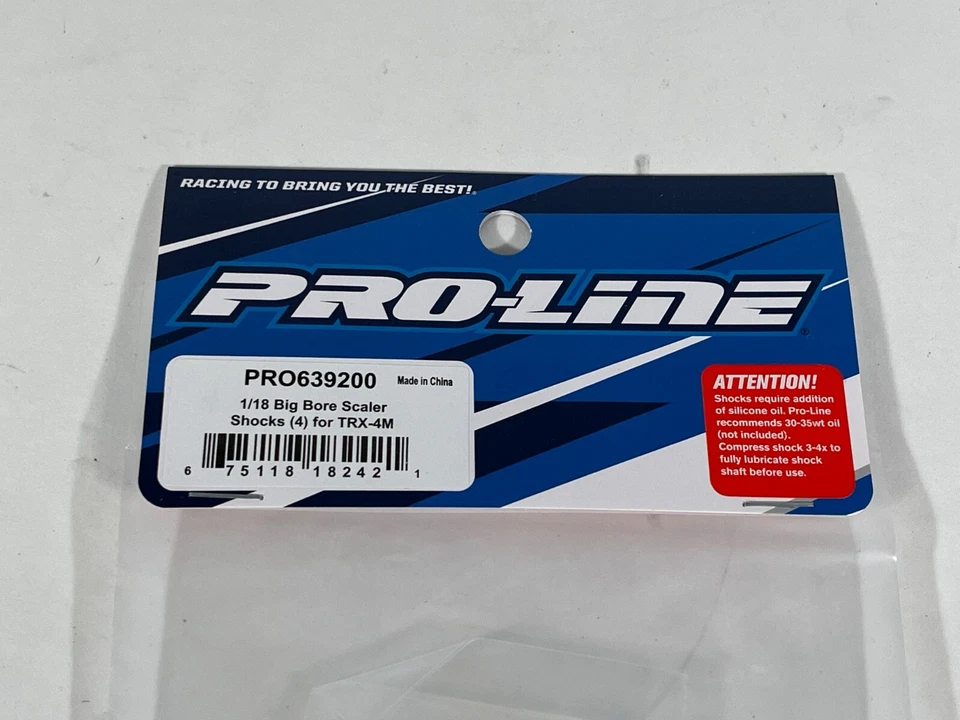 RACING TO BRING YOU THE BEST!®
PRO-LINE®
PRO639200 Made in China
1/18 Big Bore Scaler
Shocks (4) for TRX-4M
6 75118 18242 1
ATTENTION!
Shocks require addition
of silicone oil. Pro-Line
recommends 30-35wt oil
(not included).
Compress shock 3-4x to
fully lubricate shock
shaft before use.